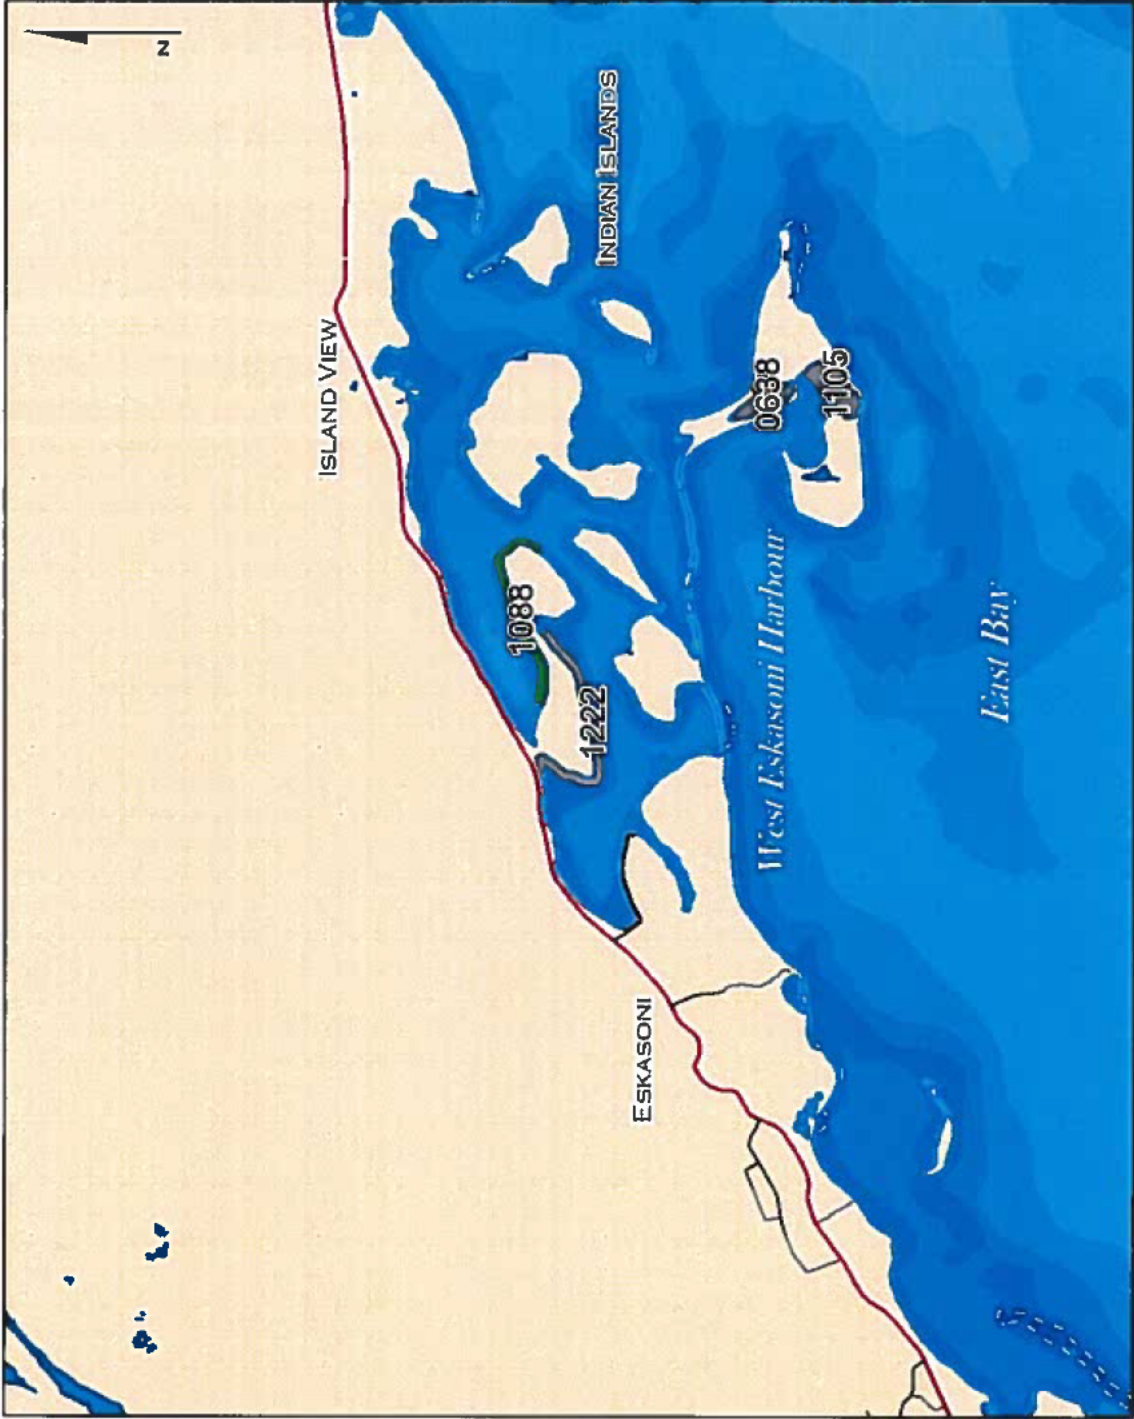 N
ISLAND VIEW
INDIAN ISLANDS
1088
0638
1105
1222
West Eskasoni Harbour
ESKASONI
East Bay